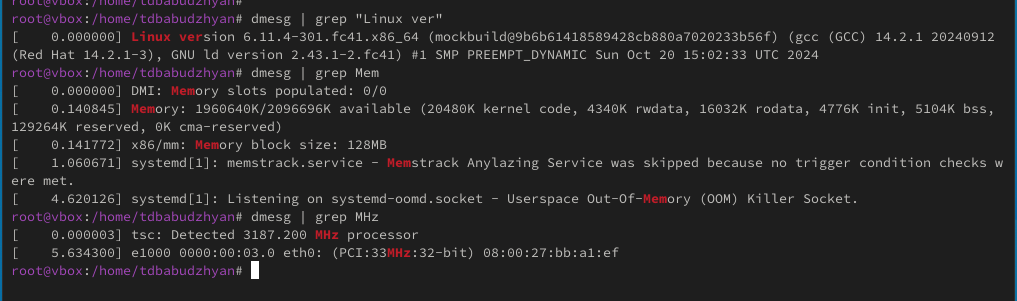 root@vbox:/home/tdbabudzhyan#
root@vbox:/home/tdbabudzhyan# dmesg | grep "Linux ver"
[    0.000000] Linux version 6.11.4-301.fc41.x86_64 (mockbuild@9b6b61418589428cb880a7020233b56f) (gcc (GCC) 14.2.1 20240912
(Red Hat 14.2.1-3), GNU ld version 2.43.1-2.fc41) #1 SMP PREEMPT_DYNAMIC Sun Oct 20 15:02:33 UTC 2024
root@vbox:/home/tdbabudzhyan# dmesg | grep Mem
[    0.000000] DMI: Memory slots populated: 0/0
[    0.140845] Memory: 1960640K/2096696K available (20480K kernel code, 4340K rwdata, 16032K rodata, 4776K init, 5104K bss,
129264K reserved, 0K cma-reserved)
[    0.141772] x86/mm: Memory block size: 128MB
[    1.060671] systemd[1]: memstrack.service - Memstrack Anylazing Service was skipped because no trigger condition checks w
ere met.
[    4.620126] systemd[1]: Listening on systemd-oomd.socket - Userspace Out-Of-Memory (OOM) Killer Socket.
root@vbox:/home/tdbabudzhyan# dmesg | grep MHz
[    0.000003] tsc: Detected 3187.200 MHz processor
[    5.634300] e1000 0000:00:03.0 eth0: (PCI:33MHz:32-bit) 08:00:27:bb:a1:ef
root@vbox:/home/tdbabudzhyan#